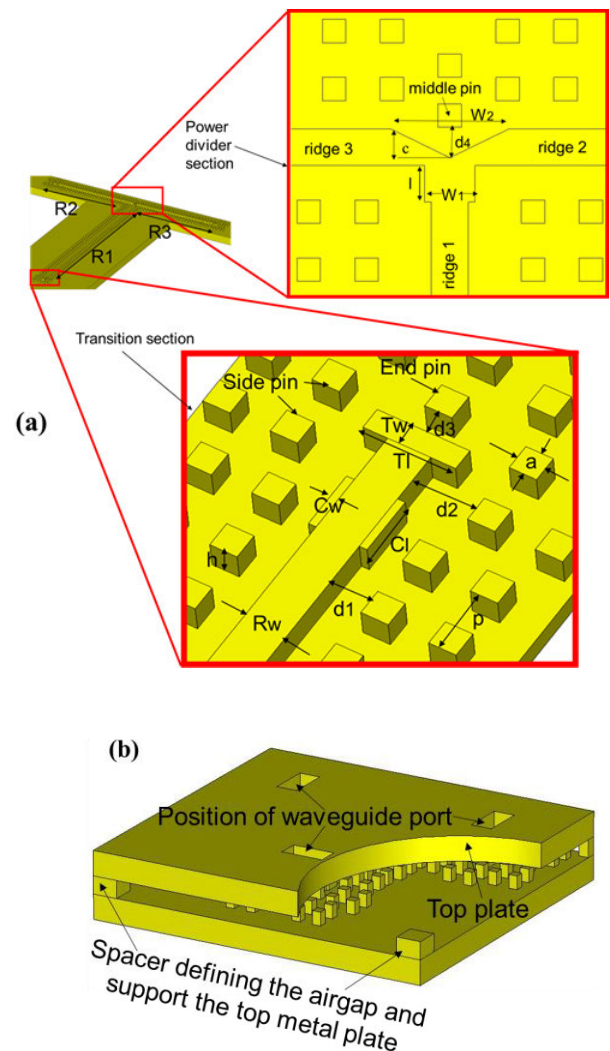 middle pin
W2
Power
divider
section
ridge 3
c
d4
ridge 2
l
W1
ridge 1
R2
R3
R1
Transition section
(a)
Side pin
End pin
Tw
d3
Tl
a
Cw
d2
h
Cl
d1
Rw
p
(b)
Position of waveguide port
Top plate
Spacer defining the airgap and
support the top metal plate